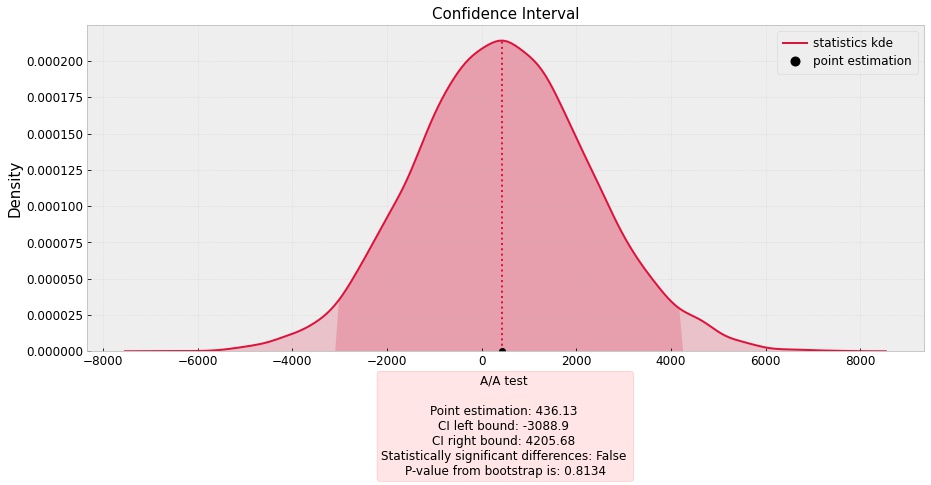 Confidence Interval
statistics kde
point estimation
Density
0.000200
0.000175
0.000150
0.000125
0.000100
0.000075
0.000050
0.000025
0.000000
−8000 −6000 −4000 −2000 0 2000 4000 6000 8000
A/A test
Point estimation: 436.13
CI left bound: -3088.9
CI right bound: 4205.68
Statistically significant differences: False
P-value from bootstrap is: 0.8134